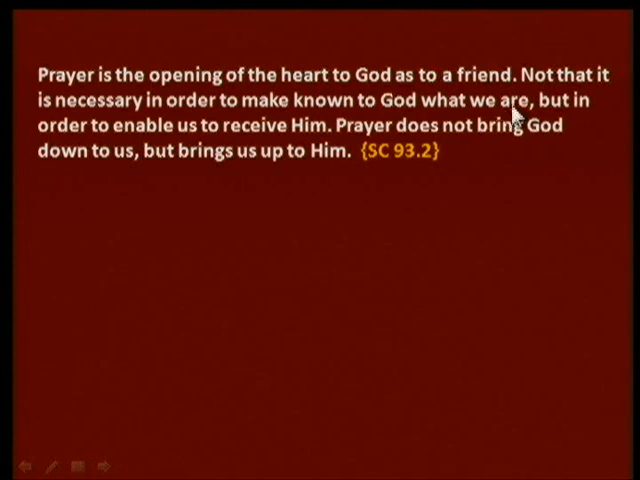 Prayer is the opening of the heart to God as to a friend. Not that it
is necessary in order to make known to God what we are, but in
order to enable us to receive Him. Prayer does not bring God
down to us, but brings us up to Him.  {SC 93.2}